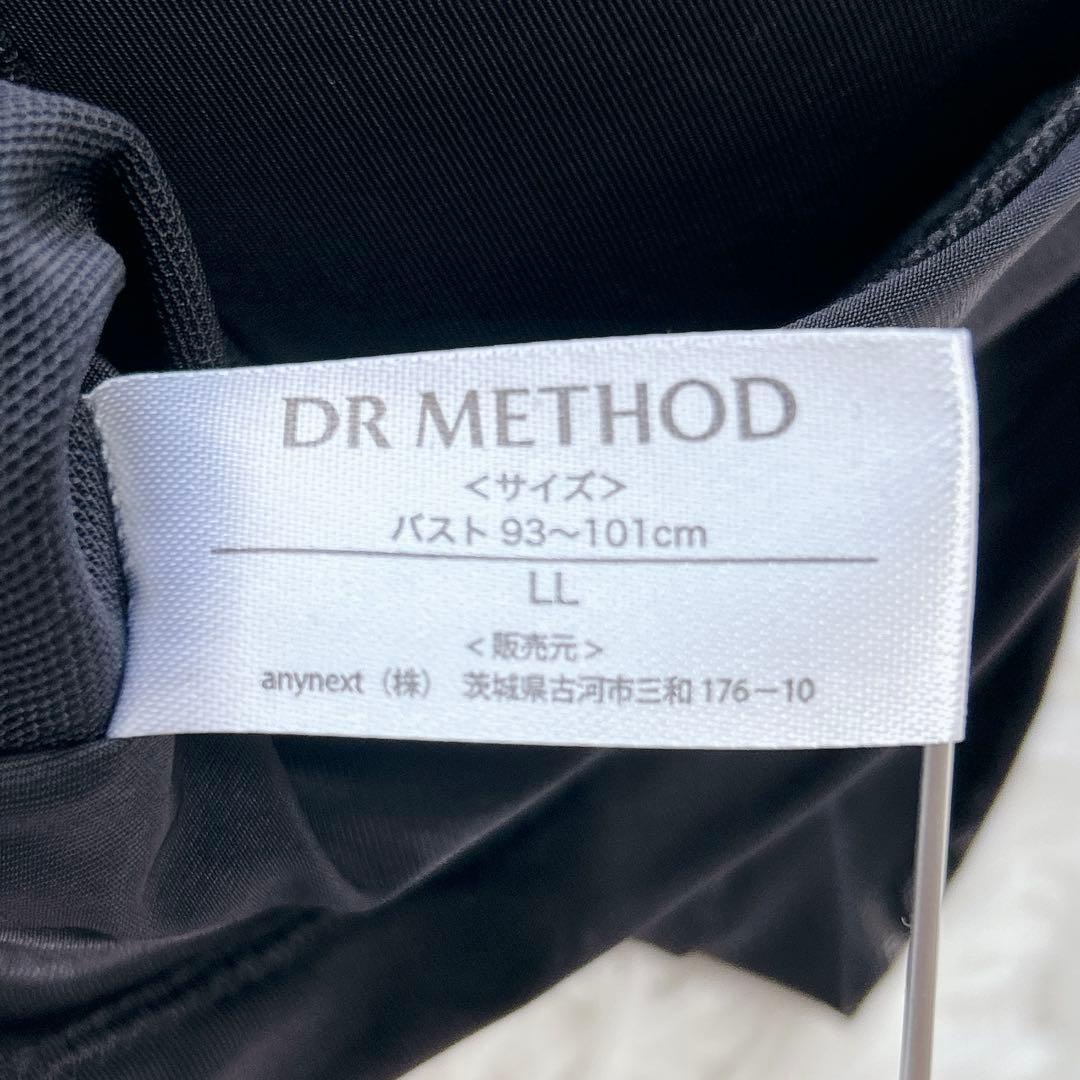 DR METHOD
＜サイズ＞
バスト 93～101cm
LL
＜販売元＞
anynext（株） 茨城県古河市三和 176−10